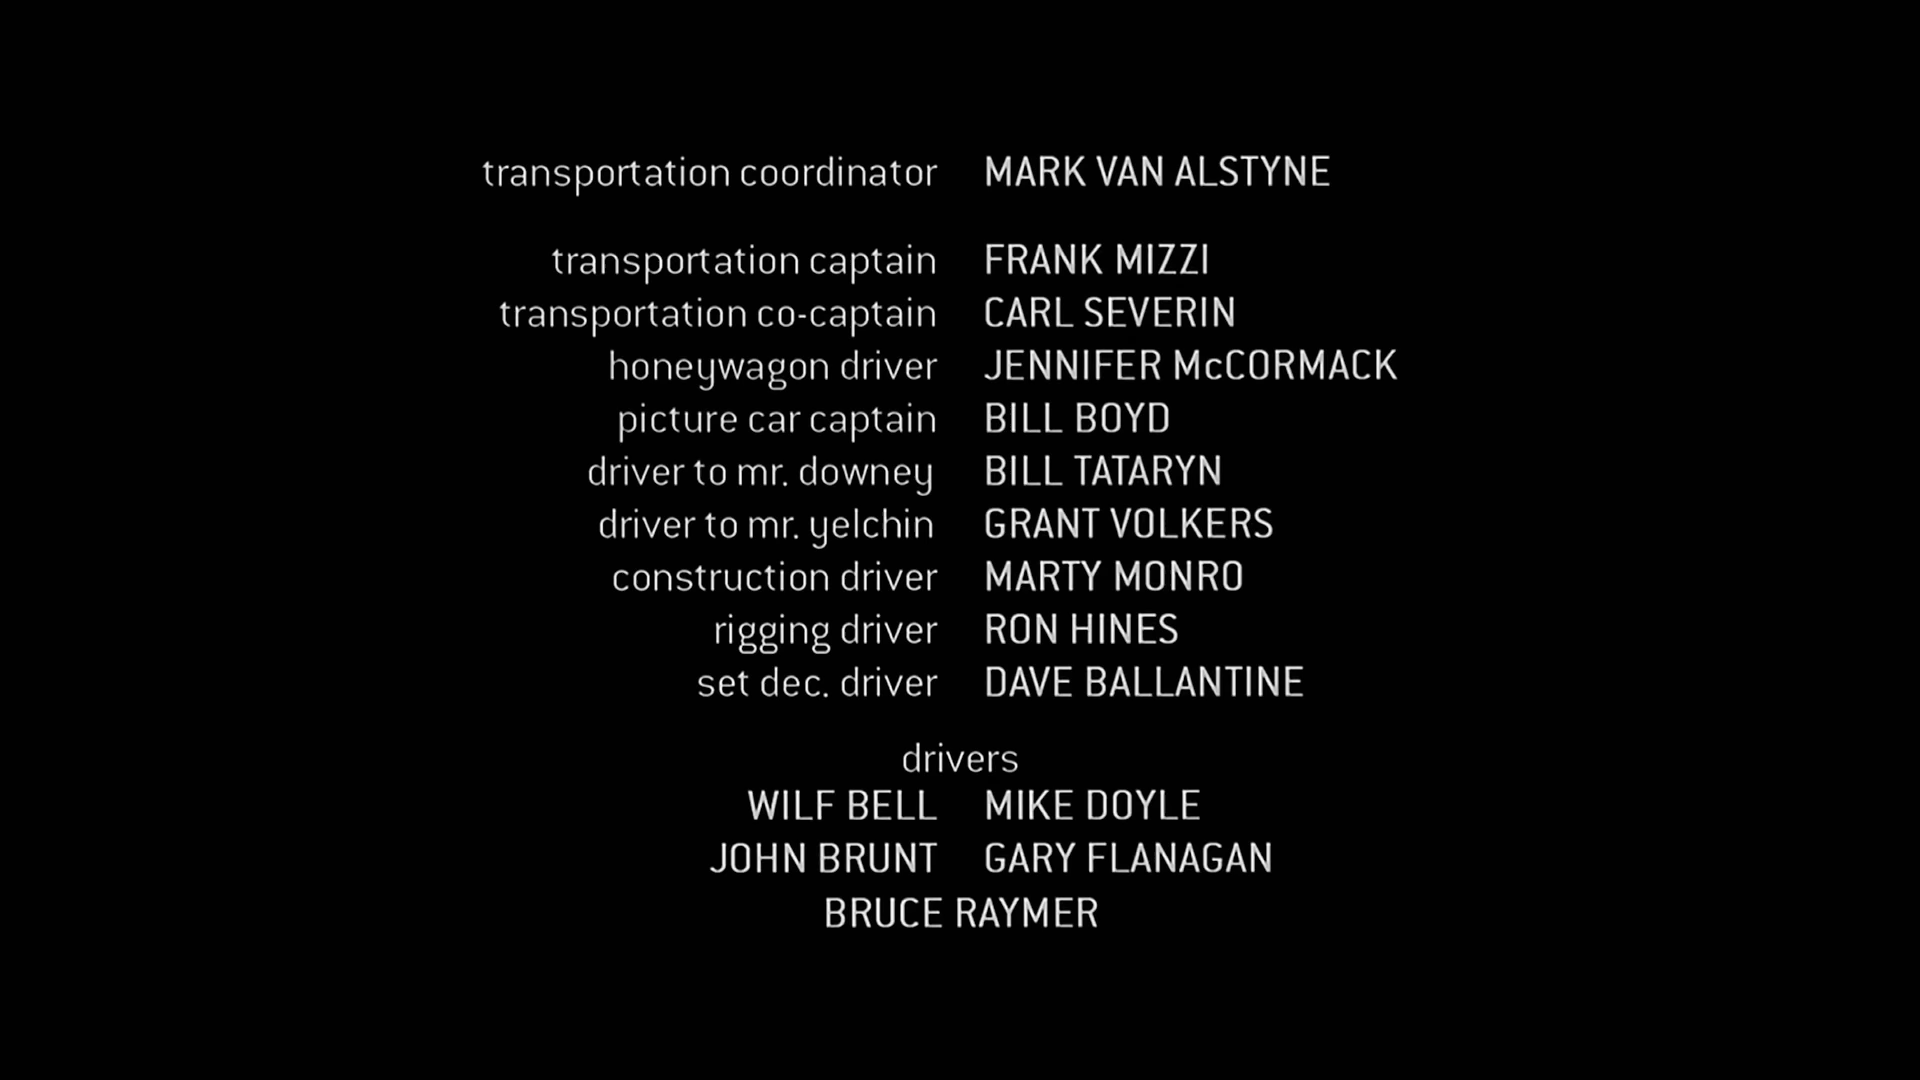 transportation coordinator MARK VAN ALSTYNE
transportation captain FRANK MIZZI
transportation co-captain CARL SEVERIN
honeywagon driver JENNIFER McCORMACK
picture car captain BILL BOYD
driver to mr. downey BILL TATARYN
driver to mr. yelchin GRANT VOLKERS
construction driver MARTY MONRO
rigging driver RON HINES
set dec. driver DAVE BALLANTINE
drivers
WILF BELL MIKE DOYLE
JOHN BRUNT GARY FLANAGAN
BRUCE RAYMER